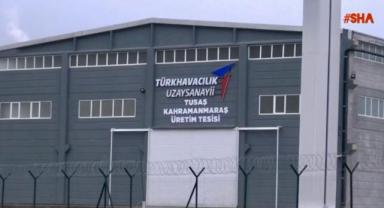 #SHA
TÜRKHAVACILIK
UZAYSANAYİİ
TUSAŞ
KAHRAMANMARAŞ
ÜRETİM TESİSİ